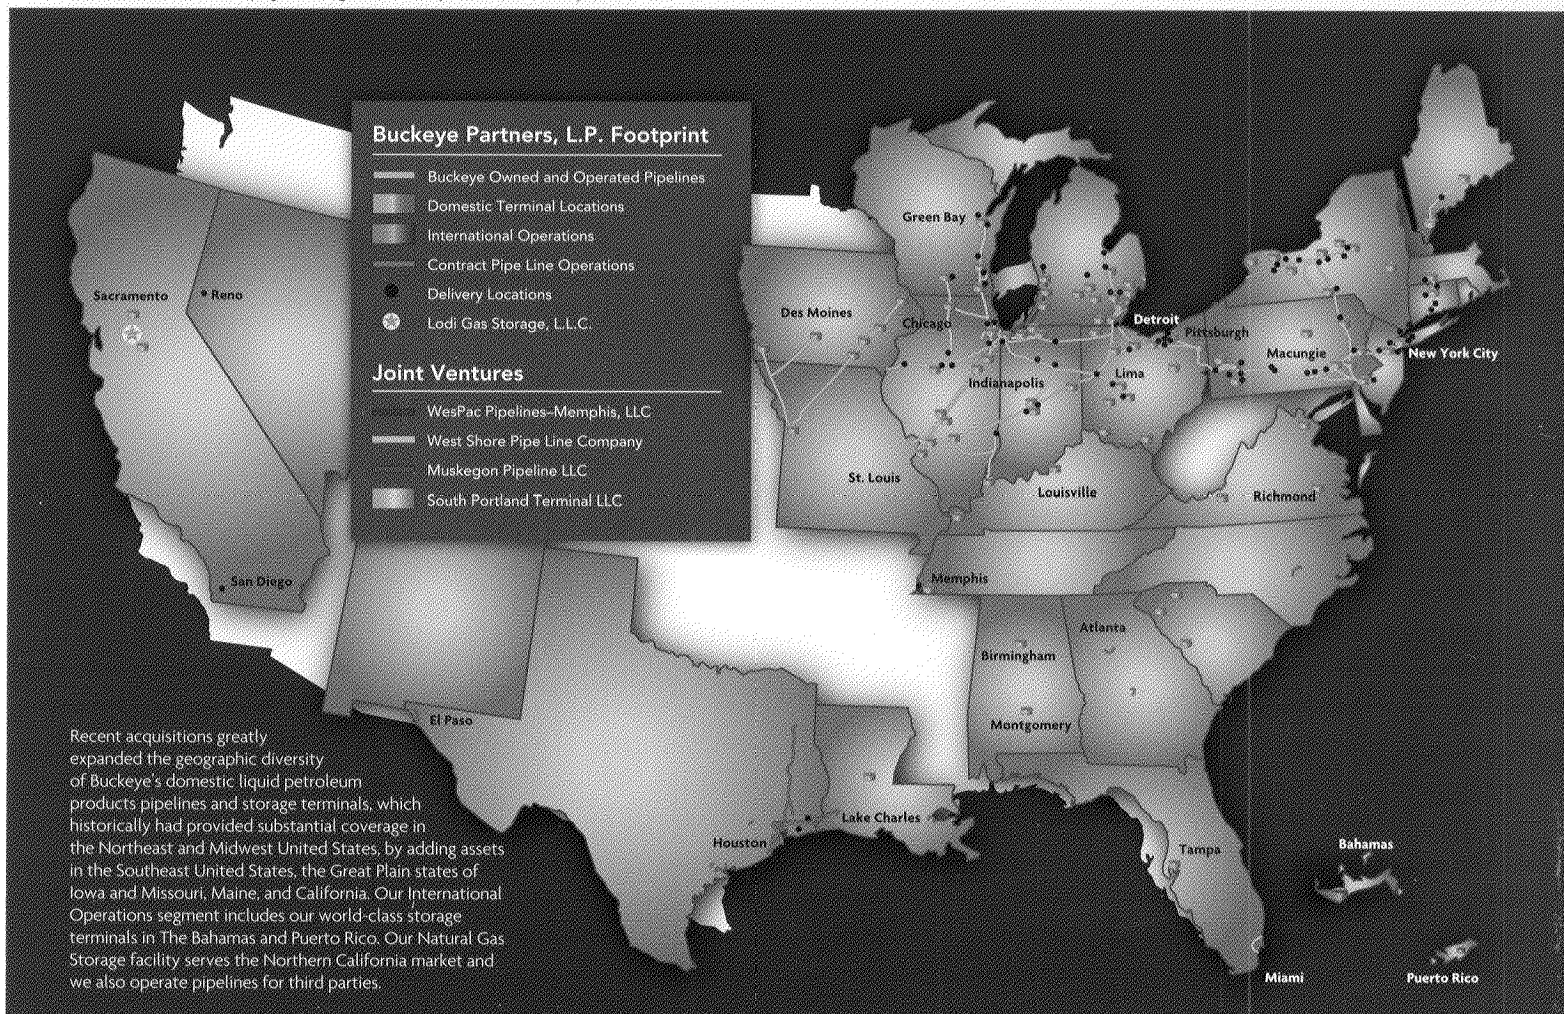 Buckeye Partners, L.P. Footprint
Buckeye Owned and Operated Pipelines
Domestic Terminal Locations
International Operations
Contract Pipe Line Operations
Delivery Locations
Lodi Gas Storage, L.L.C.
Joint Ventures
WesPac Pipelines–Memphis, LLC
West Shore Pipe Line Company
Muskegon Pipeline LLC
South Portland Terminal LLC
Green Bay
Sacramento
Reno
Des Moines
Chicago
Detroit
Pittsburgh
Macungie
New York City
Lima
Indianapolis
St. Louis
Louisville
Richmond
San Diego
Memphis
Atlanta
Birmingham
Montgomery
El Paso
Lake Charles
Houston
Tampa
Bahamas
Miami
Puerto Rico
Recent acquisitions greatly
expanded the geographic diversity
of Buckeye's domestic liquid petroleum
products pipelines and storage terminals, which
historically had provided substantial coverage in
the Northeast and Midwest United States, by adding assets
in the Southeast United States, the Great Plain states of
Iowa and Missouri, Maine, and California. Our International
Operations segment includes our world-class storage
terminals in The Bahamas and Puerto Rico. Our Natural Gas
Storage facility serves the Northern California market and
we also operate pipelines for third parties.